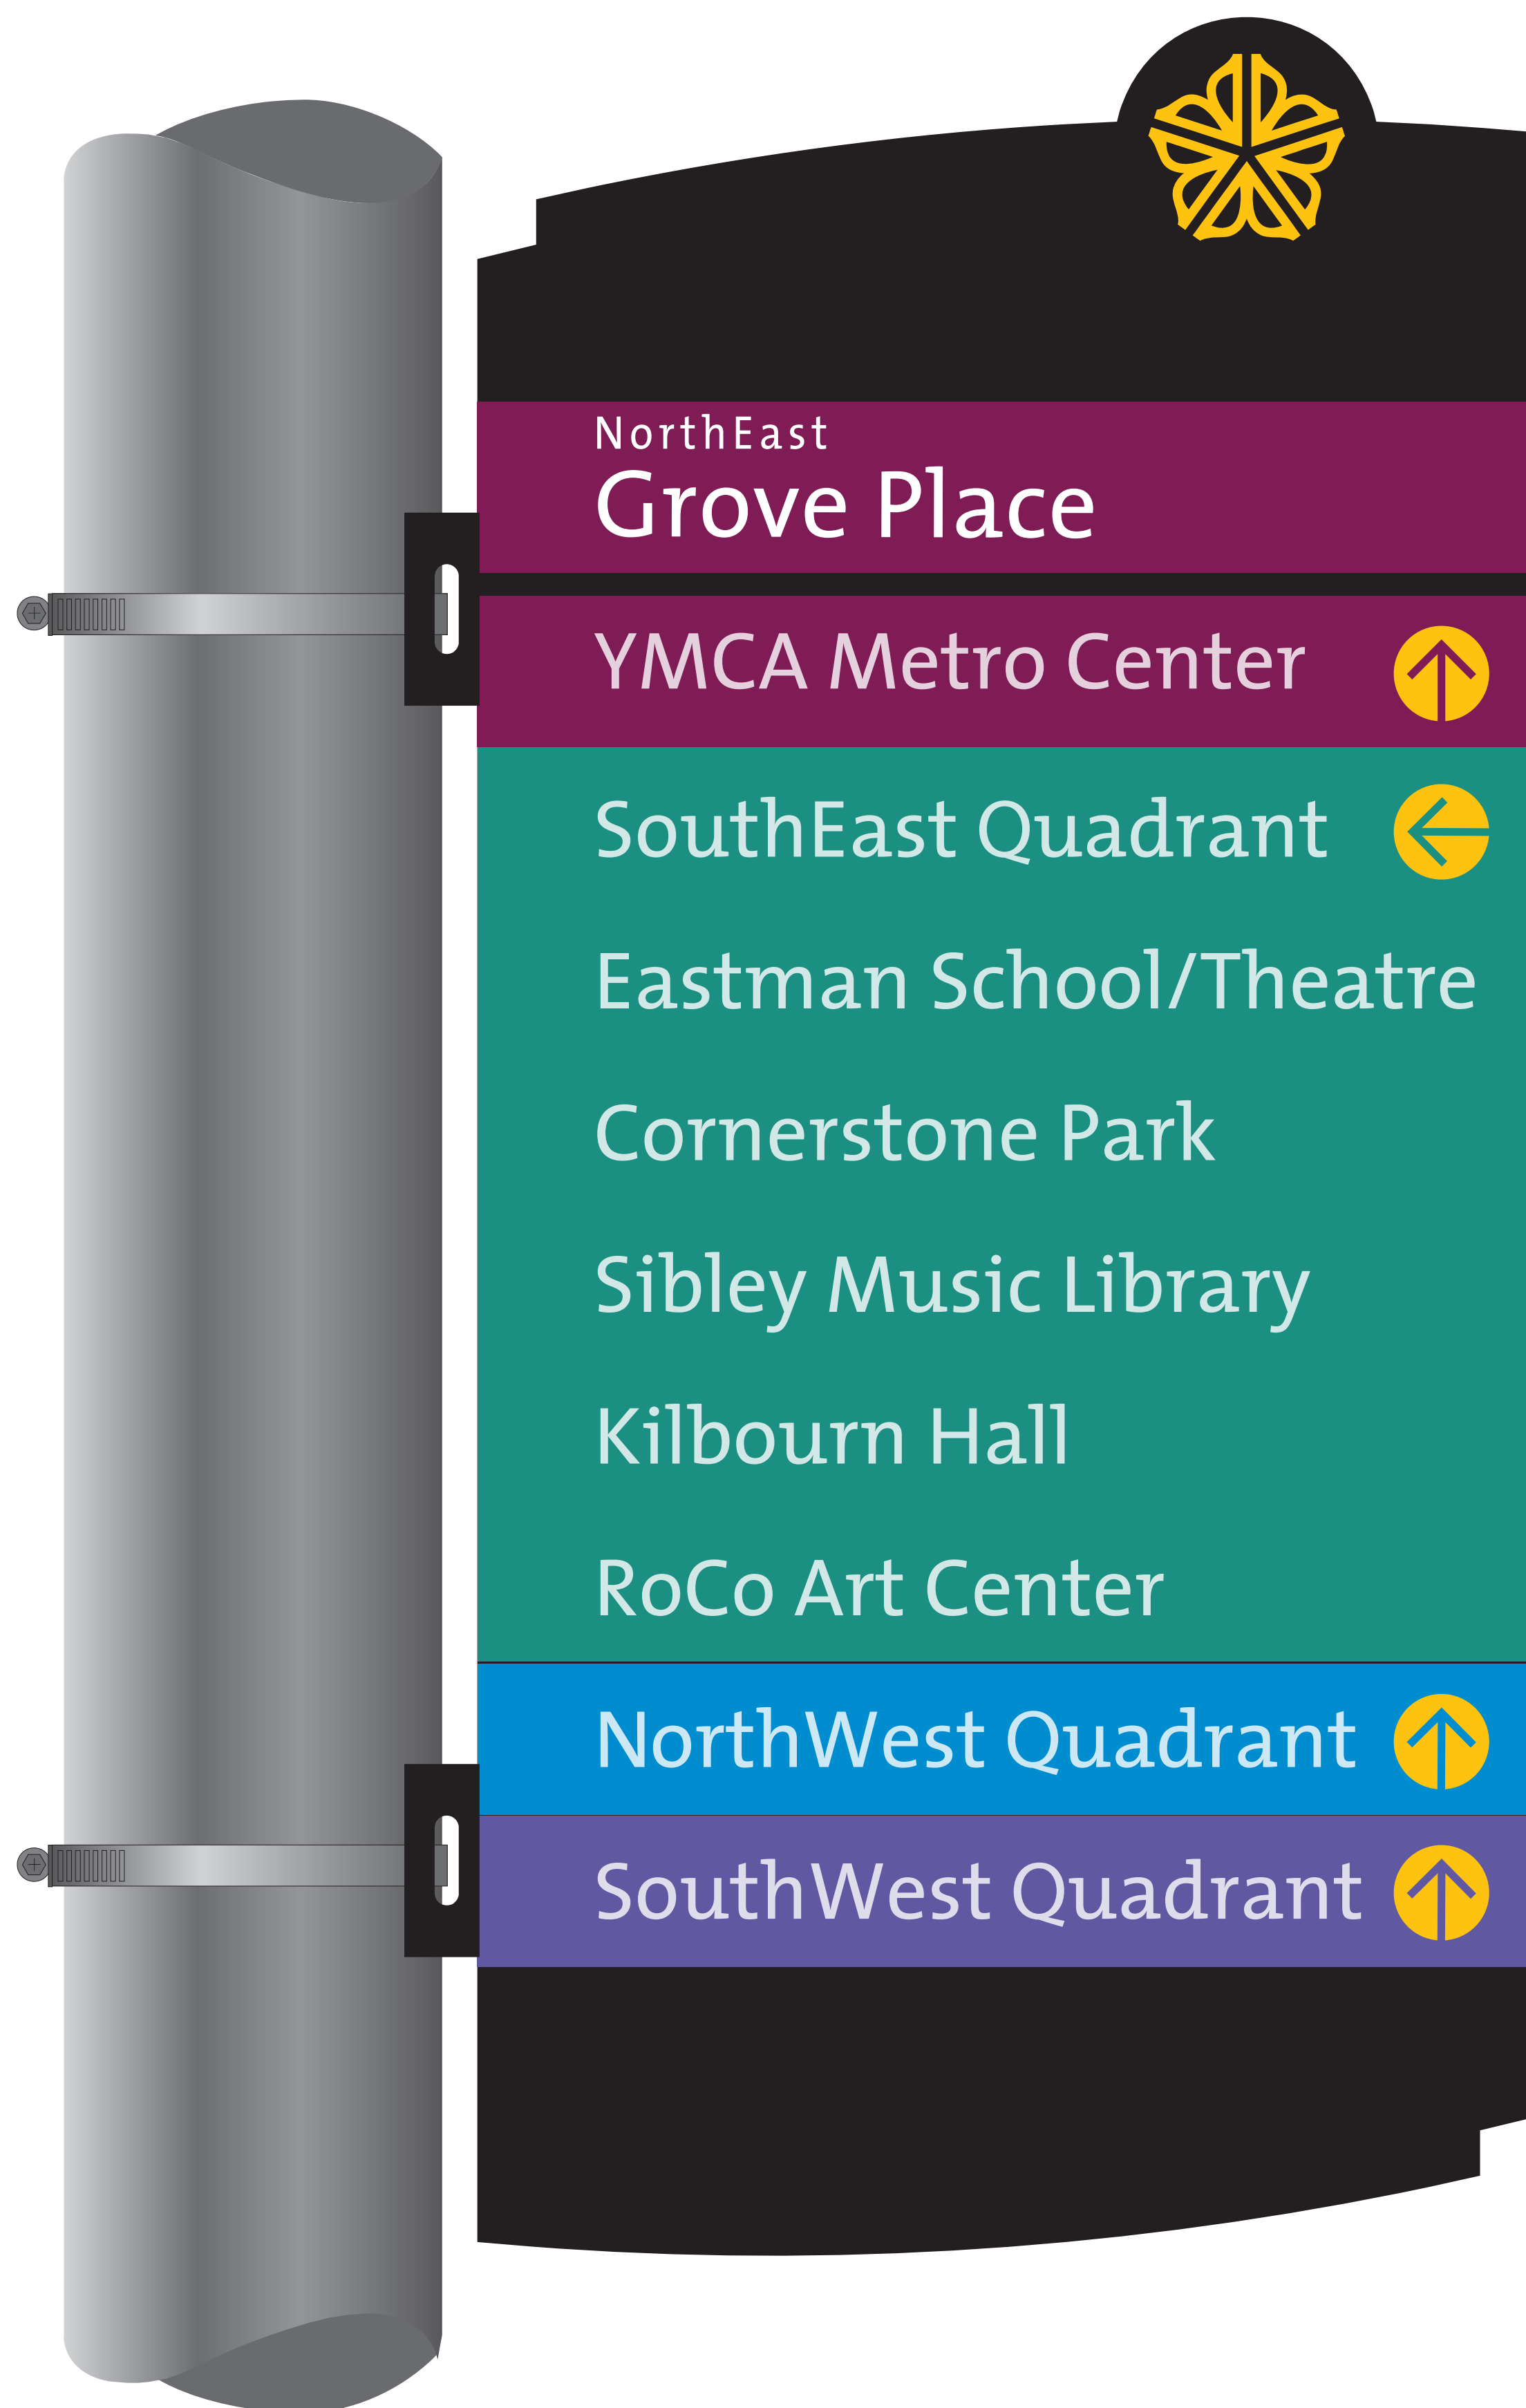 NorthEast
Grove Place
YMCA Metro Center
SouthEast Quadrant
Eastman School/Theatre
Cornerstone Park
Sibley Music Library
Kilbourn Hall
RoCo Art Center
NorthWest Quadrant
SouthWest Quadrant